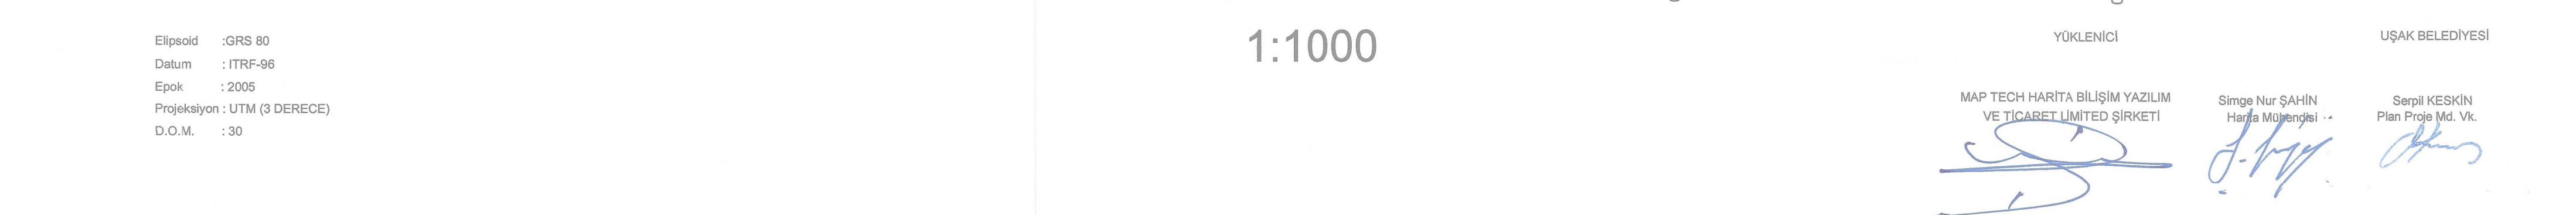 Elipsoid :GRS 80
Datum : ITRF-96
Epok : 2005
Projeksiyon : UTM (3 DERECE)
D.O.M. : 30
1:1000
YÜKLENİCİ
UŞAK BELEDİYESİ
MAP TECH HARİTA BİLİŞİM YAZILIM
VE TİCARET LİMİTED ŞİRKETİ
Simge Nur ŞAHİN
Harita Mühendisi
Serpil KESKİN
Plan Proje Md. Vk.